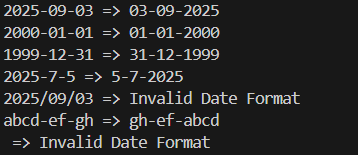 2025-09-03 => 03-09-2025
2000-01-01 => 01-01-2000
1999-12-31 => 31-12-1999
2025-7-5 => 5-7-2025
2025/09/03 => Invalid Date Format
abcd-ef-gh => gh-ef-abcd
 => Invalid Date Format